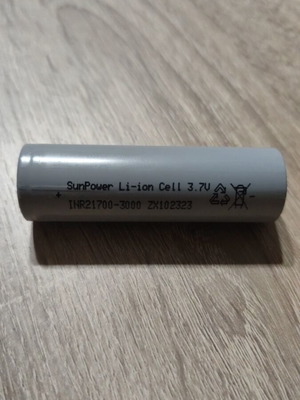 SunPower Li-ion Cell 3.7V
+ INR21700-3000 ZX102323